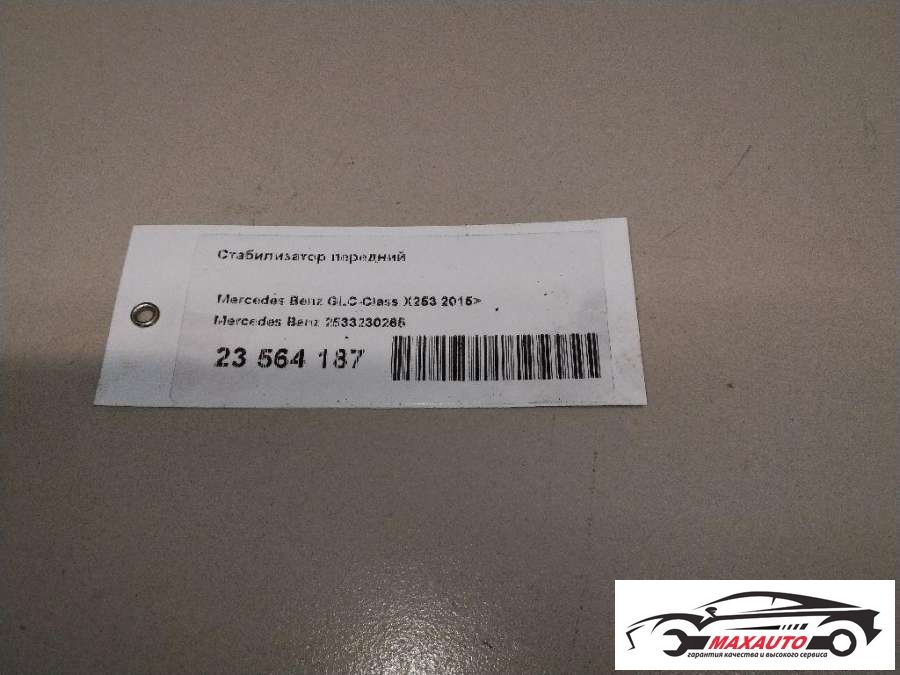 Стабилизатор передний
Mercedes Benz GLC-Class X253 2015>
Mercedes Benz 2533230265
23 564 187
MAXAUTO
гарантия качества и высокого сервиса